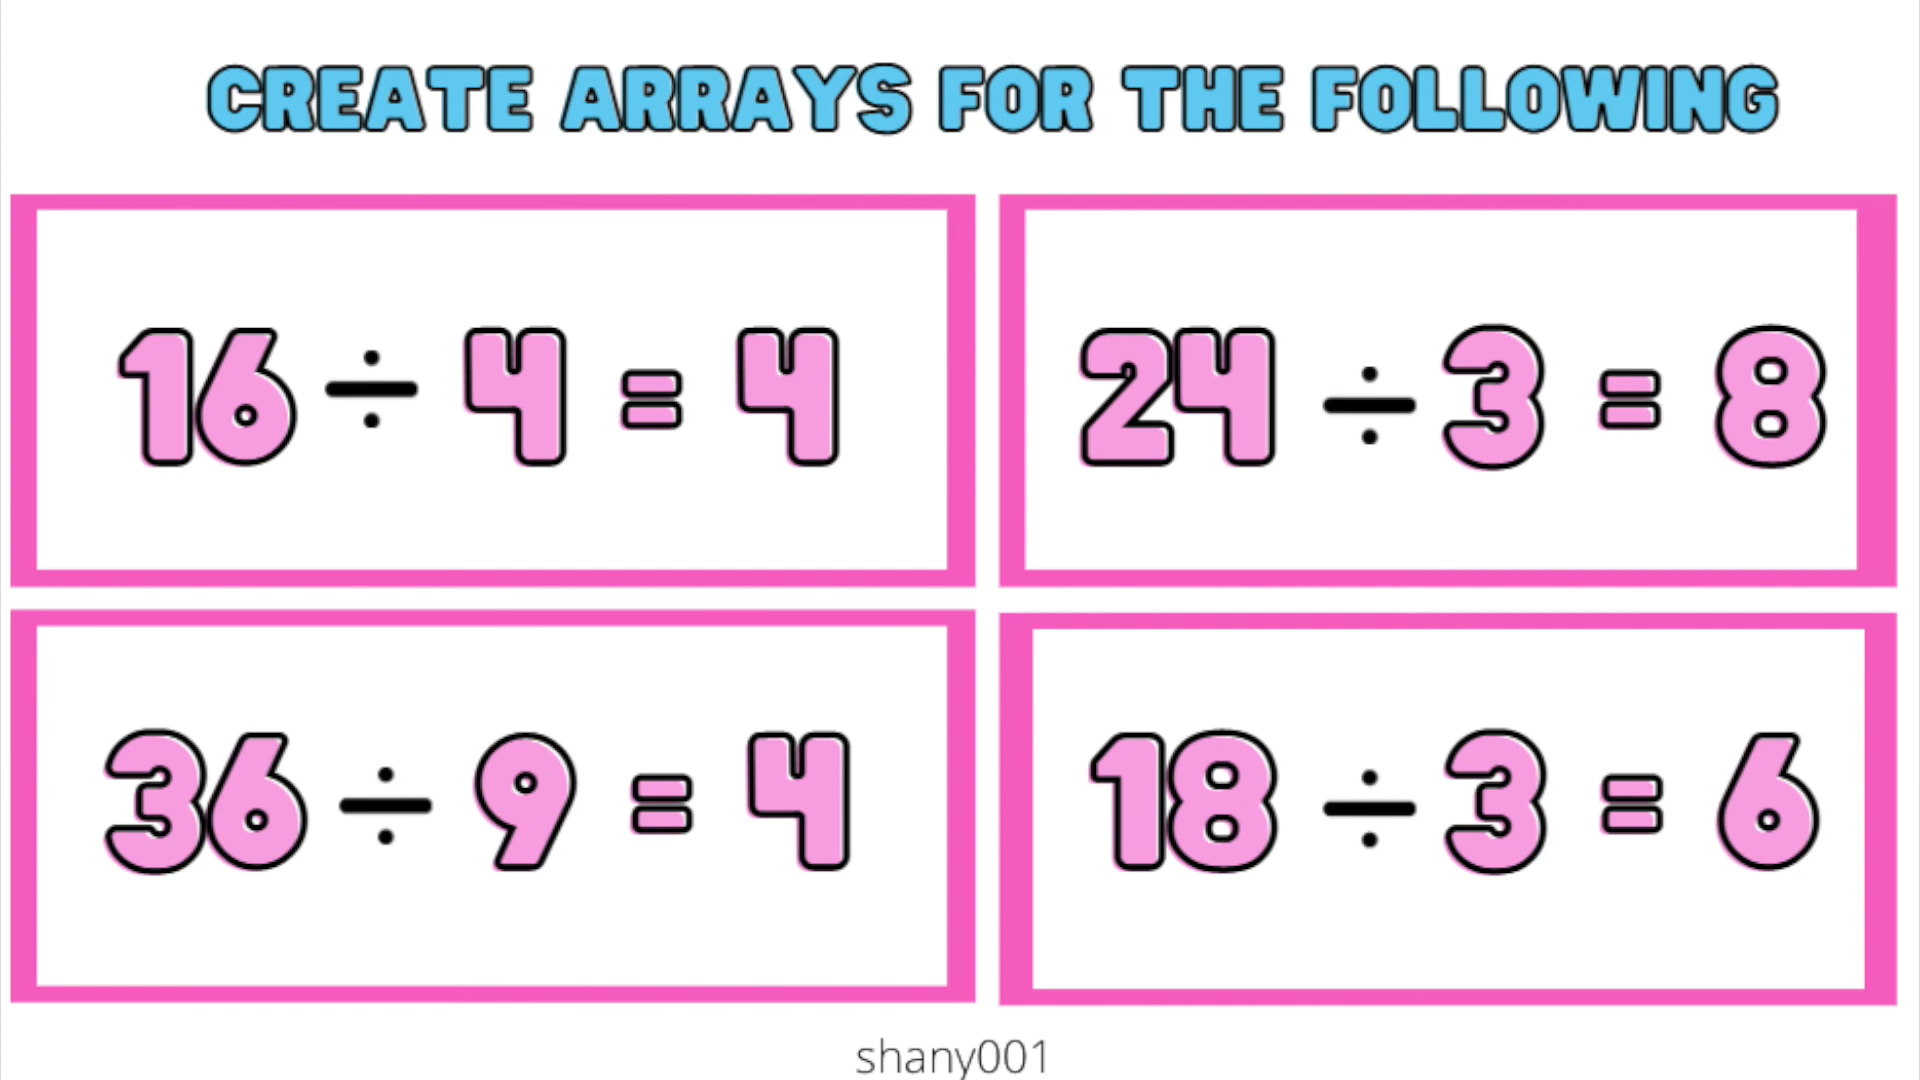 CREATE ARRAYS FOR THE FOLLOWING
16 ÷ 4 = 4
24 ÷ 3 = 8
36 ÷ 9 = 4
18 ÷ 3 = 6
shany001